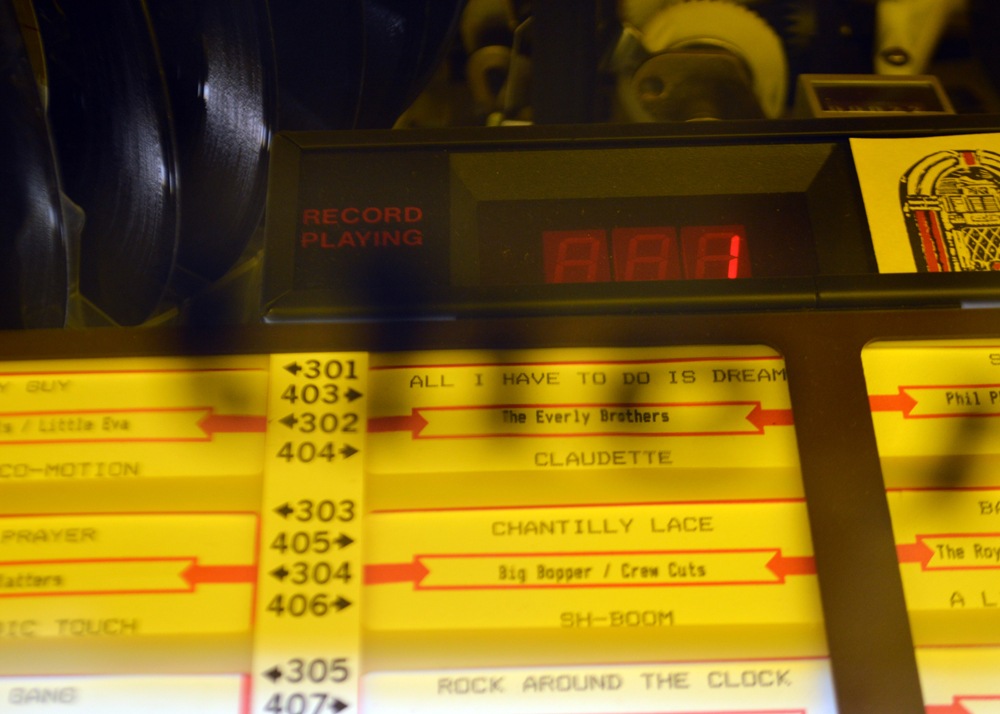 RECORD
PLAYING
1
Y GUY
/ Little Eva
CO-MOTION
PRAYER
atters
IC TOUCH
GANG
301
403
302
404
303
405
304
406
305
407
ALL I HAVE TO DO IS DREAM
The Everly Brothers
CLAUDETTE
CHANTILLY LACE
Big Bopper / Crew Cuts
SH-BOOM
ROCK AROUND THE CLOCK
S
Phil P
BA
The Roy
A L